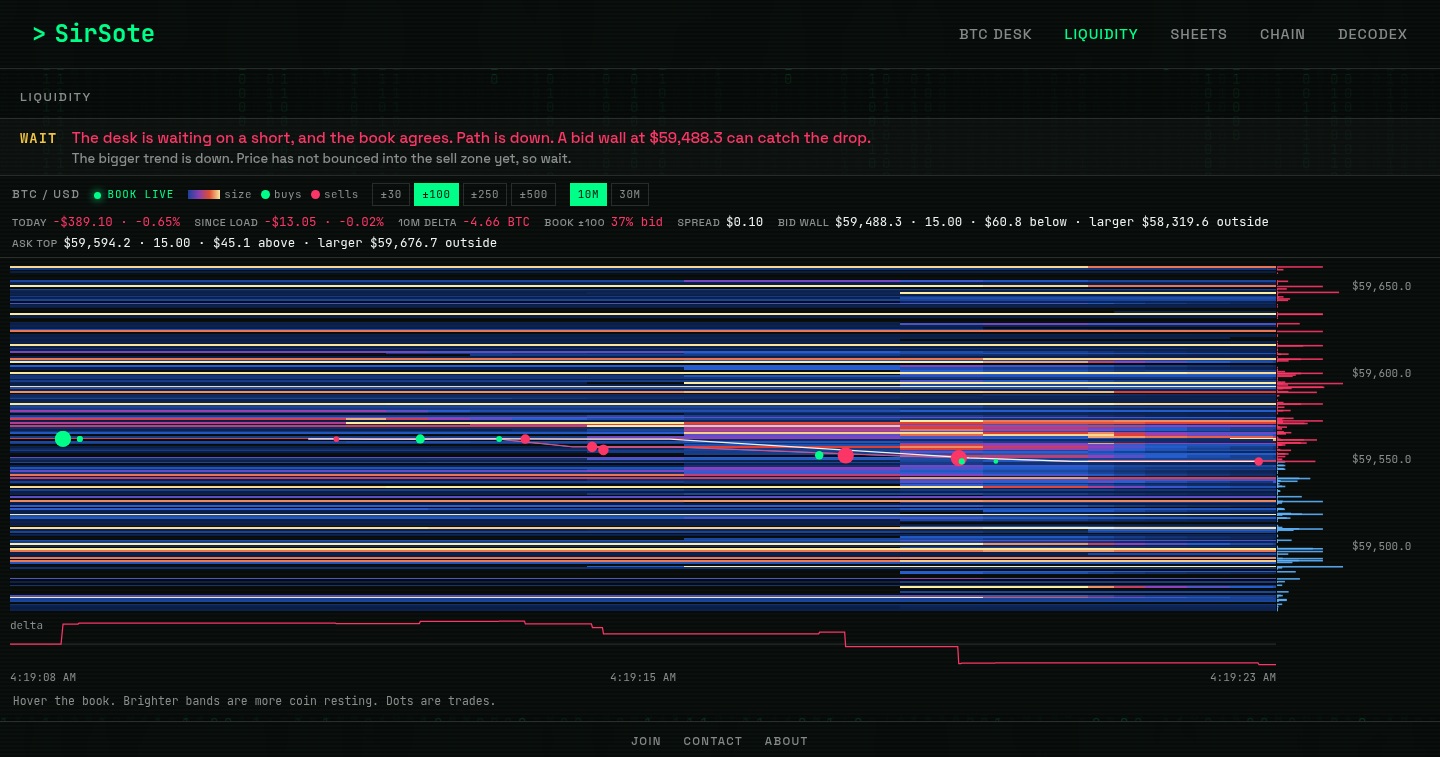 > SirSote
BTC DESK LIQUIDITY SHEETS CHAIN DECODEX
LIQUIDITY
WAIT The desk is waiting on a short, and the book agrees. Path is down. A bid wall at $59,488.3 can catch the drop.
The bigger trend is down. Price has not bounced into the sell zone yet, so wait.
BTC / USD BOOK LIVE size buys sells ±30 ±100 ±250 ±500 10M 30M
TODAY -$389.10 · -0.65% SINCE LOAD -$13.05 · -0.02% 10M DELTA -4.66 BTC BOOK ±100 37% bid SPREAD $0.10 BID WALL $59,488.3 · 15.00 · $60.8 below · larger $58,319.6 outside
ASK TOP $59,594.2 · 15.00 · $45.1 above · larger $59,676.7 outside
$59,650.0
$59,600.0
$59,550.0
$59,500.0
delta
4:19:08 AM 4:19:15 AM 4:19:23 AM
Hover the book. Brighter bands are more coin resting. Dots are trades.
JOIN CONTACT ABOUT